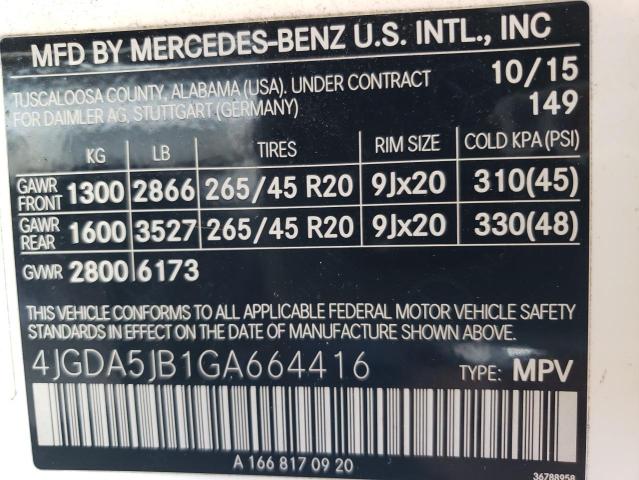 MFD BY MERCEDES-BENZ U.S. INTL., INC
TUSCALOOSA COUNTY, ALABAMA (USA). UNDER CONTRACT 10/15
FOR DAIMLER AG, STUTTGART (GERMANY) 149
KG LB TIRES RIM SIZE COLD KPA(PSI)
GAWR FRONT 1300 2866 265/45 R20 9Jx20 310(45)
GAWR REAR 1600 3527 265/45 R20 9Jx20 330(48)
GVWR 2800 6173
THIS VEHICLE CONFORMS TO ALL APPLICABLE FEDERAL MOTOR VEHICLE SAFETY
STANDARDS IN EFFECT ON THE DATE OF MANUFACTURE SHOWN ABOVE.
4JGDA5JB1GA664416 TYPE: MPV
A 166 817 09 20
36788958